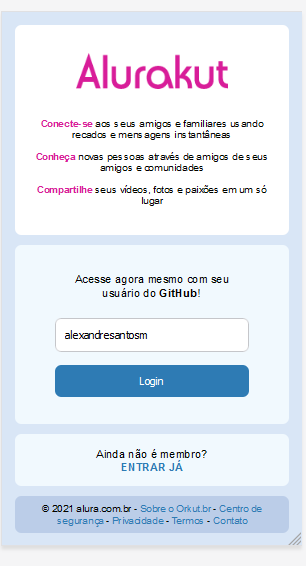 Alurakut
Conecte-se aos seus amigos e familiares usando
recados e mensagens instantâneas
Conheça novas pessoas através de amigos de seus
amigos e comunidades
Compartilhe seus vídeos, fotos e paixões em um só
lugar
Acesse agora mesmo com seu
usuário do GitHub!
alexandresantosm
Login
Ainda não é membro?
ENTRAR JÁ
© 2021 alura.com.br - Sobre o Orkut.br - Centro de
segurança - Privacidade - Termos - Contato